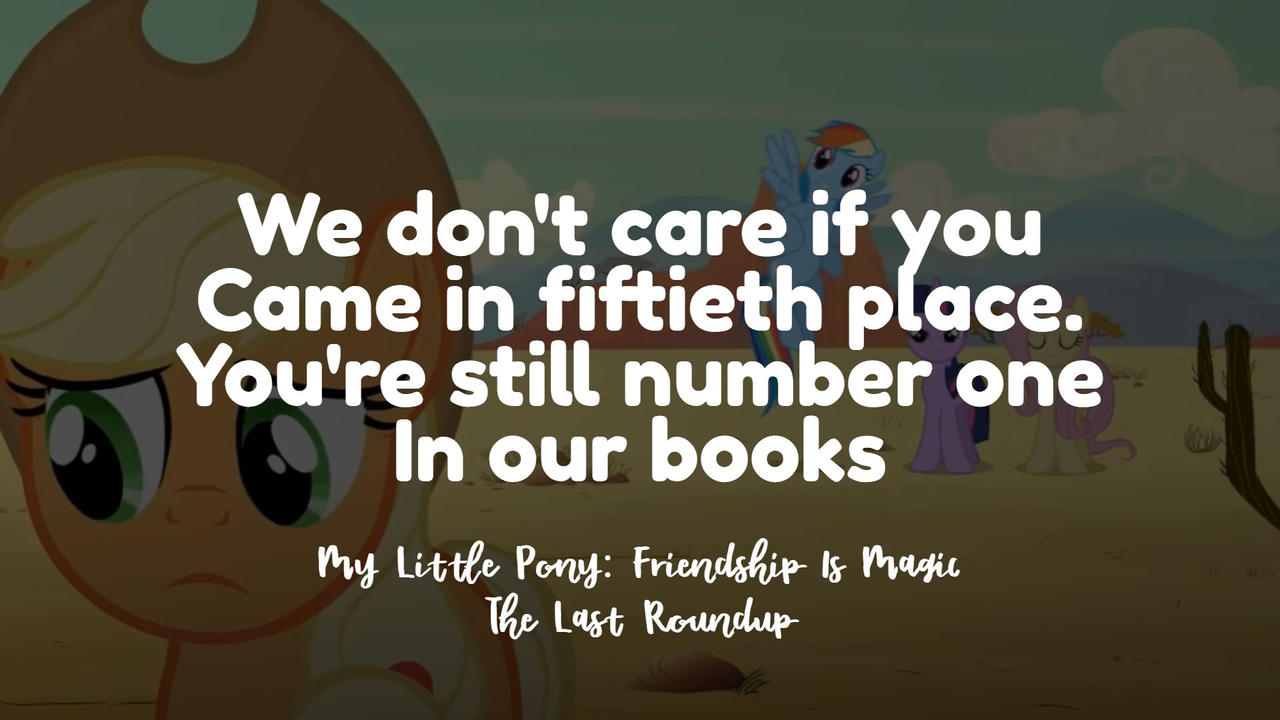 We don't care if you
Came in fiftieth place.
You're still number one
In our books
My Little Pony: Friendship Is Magic
The Last Roundup